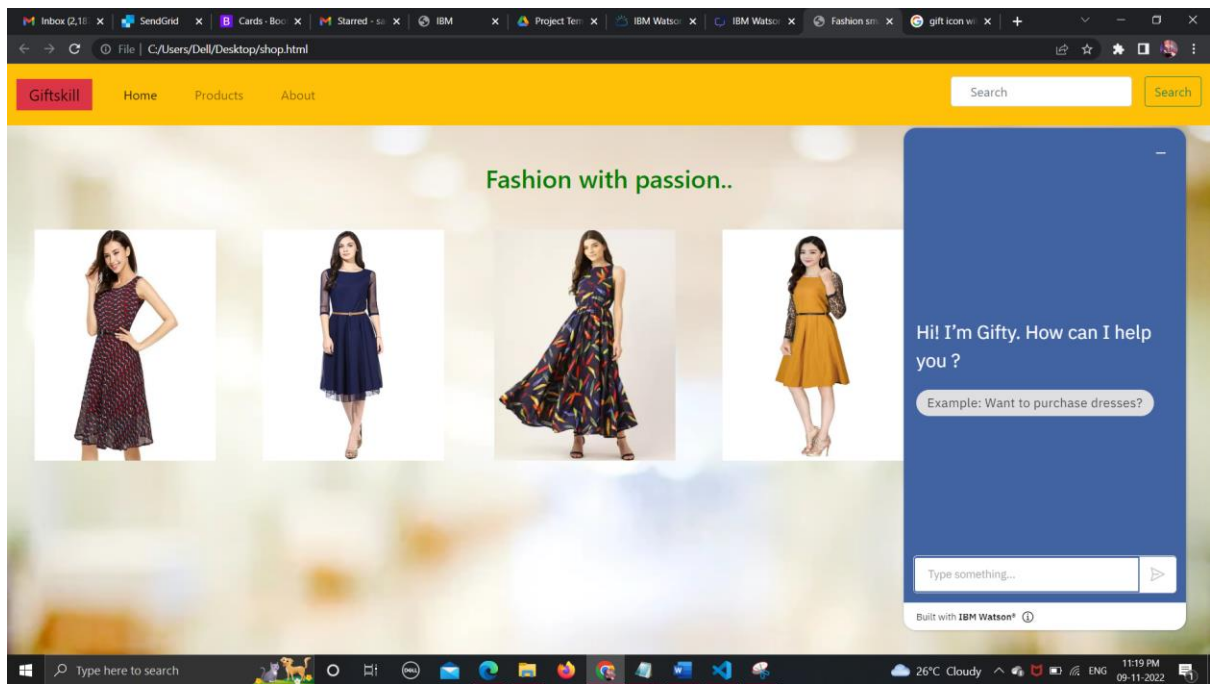 Inbox (2,18
SendGrid
B Cards · Boo
Starred - sa
IBM
Project Tem
IBM Watso
IBM Watso
Fashion sm
gift icon wi
File | C:/Users/Dell/Desktop/shop.html
Giftskill Home Products About Search Search
Fashion with passion..
Hi! I'm Gifty. How can I help
you ?
Example: Want to purchase dresses?
Type something...
Built with IBM Watson®
Type here to search
DELL
26°C Cloudy ENG 11:19 PM
09-11-2022